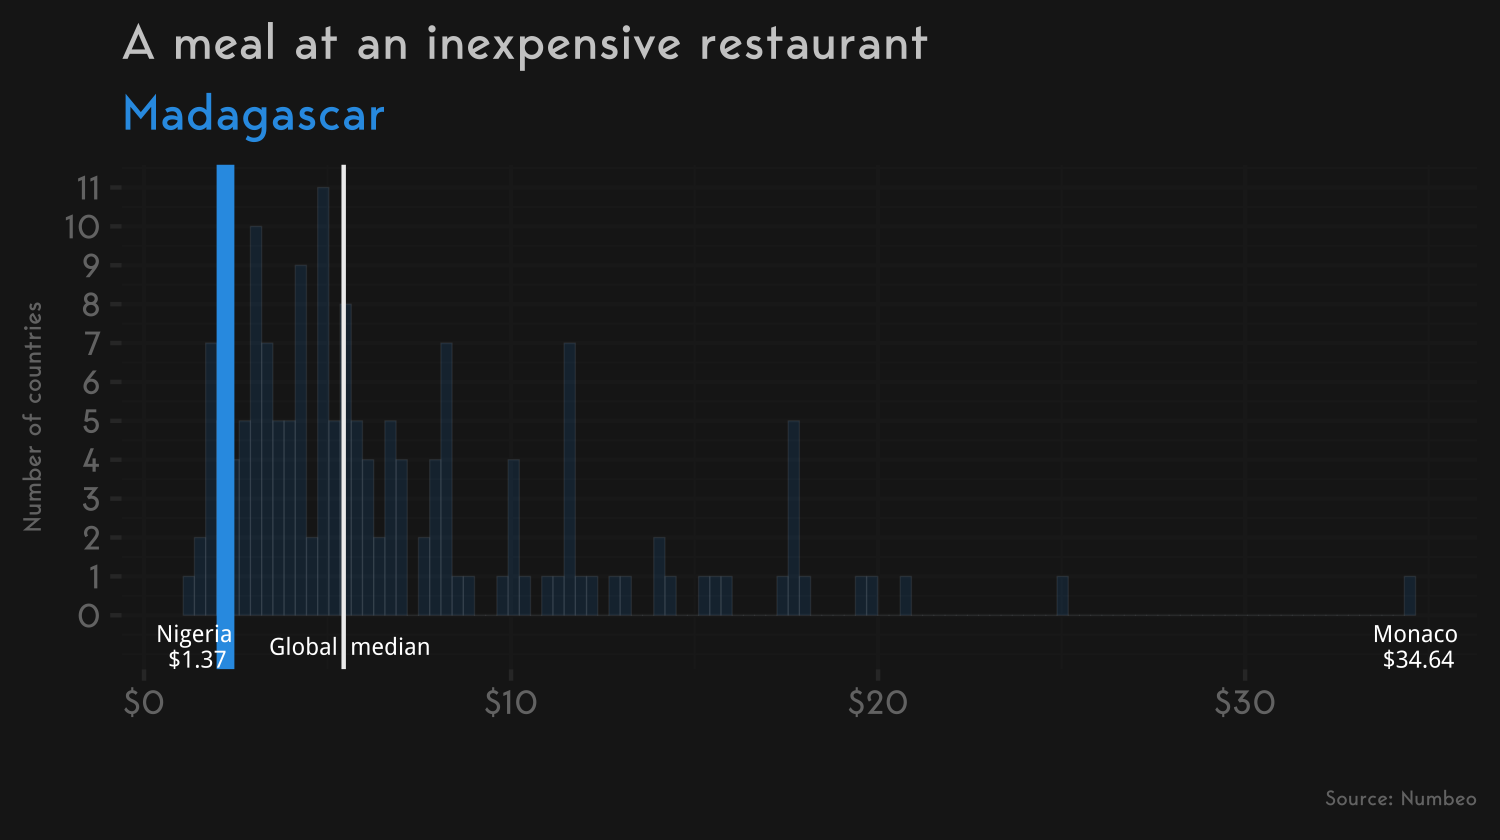 A meal at an inexpensive restaurant
Madagascar
Number of countries
11
10
9
8
7
6
5
4
3
2
1
0
Nigeria
$1.37
Global median
Monaco
$34.64
$0 $10 $20 $30
Source: Numbeo